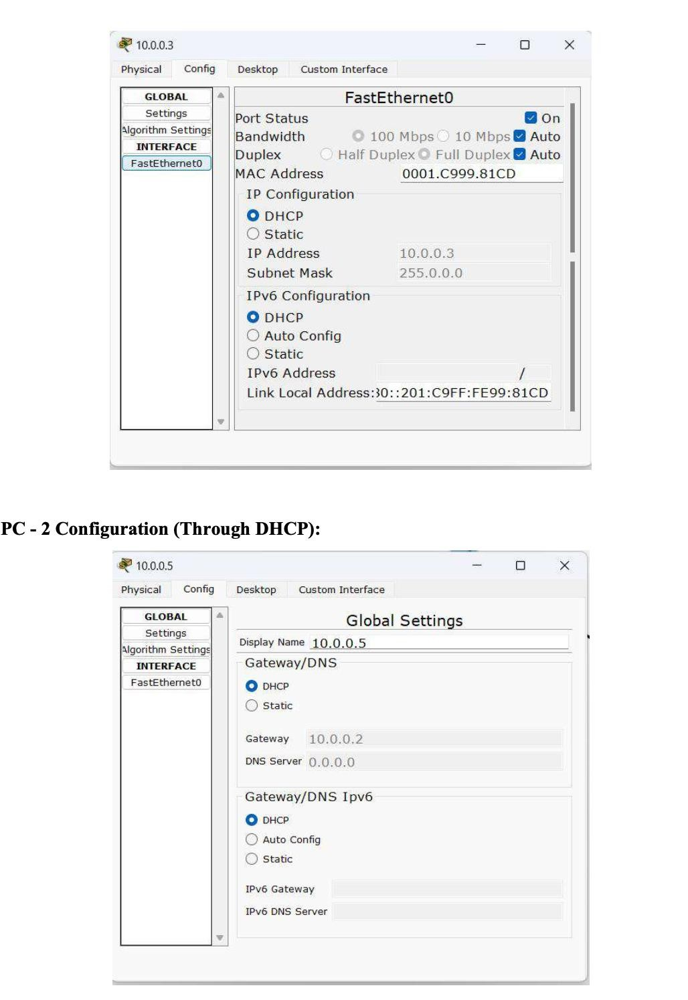 10.0.0.3
Physical Config Desktop Custom Interface
GLOBAL
Settings
Algorithm Settings
INTERFACE
FastEthernet0
FastEthernet0
Port Status On
Bandwidth 100 Mbps 10 Mbps Auto
Duplex Half Duplex Full Duplex Auto
MAC Address 0001.C999.81CD
IP Configuration
DHCP
Static
IP Address 10.0.0.3
Subnet Mask 255.0.0.0
IPv6 Configuration
DHCP
Auto Config
Static
IPv6 Address /
Link Local Address: 30::201:C9FF:FE99:81CD
PC - 2 Configuration (Through DHCP):
10.0.0.5
Physical Config Desktop Custom Interface
GLOBAL
Settings
Algorithm Settings
INTERFACE
FastEthernet0
Global Settings
Display Name 10.0.0.5
Gateway/DNS
DHCP
Static
Gateway 10.0.0.2
DNS Server 0.0.0.0
Gateway/DNS Ipv6
DHCP
Auto Config
Static
IPv6 Gateway
IPv6 DNS Server